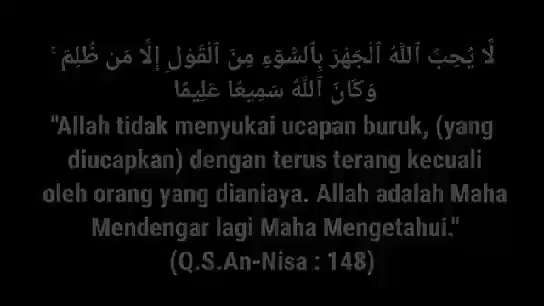 لَّا يُحِبُّ ٱللَّهُ ٱلْجَهْرَ بِٱلسُّوٓءِ مِنَ ٱلْقَوْلِ إِلَّا مَن ظُلِمَ ۚ
وَكَانَ ٱللَّهُ سَمِيعًا عَلِيمًا
"Allah tidak menyukai ucapan buruk, (yang
diucapkan) dengan terus terang kecuali
oleh orang yang dianiaya. Allah adalah Maha
Mendengar lagi Maha Mengetahui."
(Q.S.An-Nisa : 148)